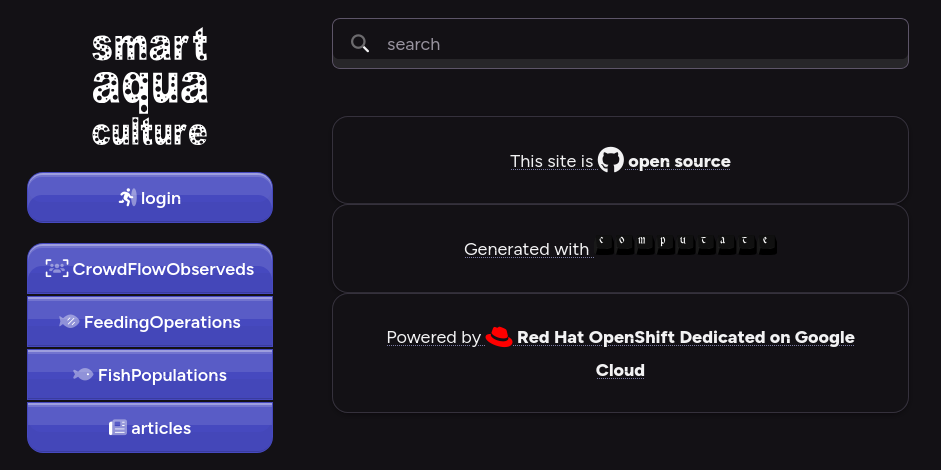 smart
aqua
culture
login
CrowdFlowObserveds
FeedingOperations
FishPopulations
articles
search
This site is open source
Generated with computate
Powered by Red Hat OpenShift Dedicated on Google
Cloud